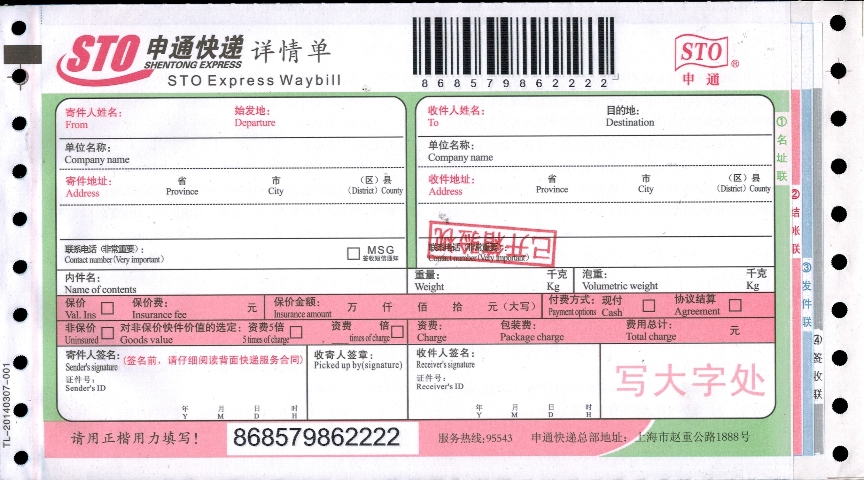 STO 申通快递 详情单
SHENTONG EXPRESS
STO Express Waybill
868579862222
STO ®
申 通
寄件人姓名: 始发地:
From Departure
单位名称:
Company name
寄件地址: 省 市 (区)县
Address Province City (District) County
联系电话(非常重要): MSG
Contact number(Very important) 签收短信通知
收件人姓名: 目的地:
To Destination
单位名称:
Company name
收件地址: 省 市 (区)县
Address Province City (District) County
已开箱验视
联系电话(非常重要):
Contact number(Very important)
内件名: 重量: 千克 泡重: 千克
Name of contents Weight Kg Volumetric weight Kg
保价 保价费: 元 保价金额: 万 仟 佰 拾 元(大写) 付费方式: 现付 协议结算
Val. Ins Insurance fee Insurance amount Payment options Cash Agreement
非保价 对非保价快件价值的选定: 资费5倍 资费 倍 资费: 包装费: 费用总计: 元
Uninsured Goods value 5 times of charge times of charge Charge Package charge Total charge
寄件人签名: (签名前，请仔细阅读背面快递服务合同)
Sender's signature
证件号:
Sender's ID
年 月 日 时
Y M D H
收寄人签章:
Picked up by(signature)
收件人签名:
Receiver's signature
证件号:
Receiver's ID
年 月 日 时
Y M D H
写大字处
请用正楷用力填写! 868579862222 服务热线:95543 申通快递总部地址: 上海市赵重公路1888号
① 名址联
② 结账联
③ 发件联
④ 签收联
TL-20140307-001